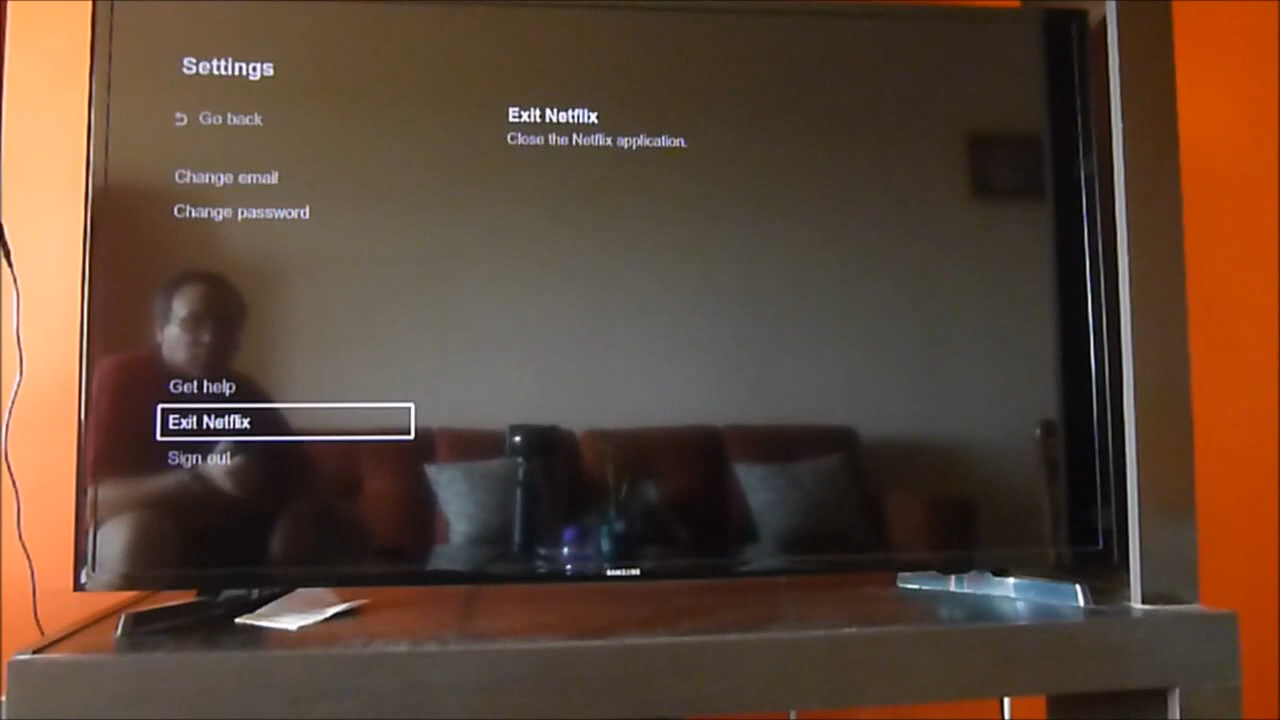 Settings
Go back
Exit Netflix
Close the Netflix application.
Change email
Change password
Get help
Exit Netflix
Sign out
SAMSUNG